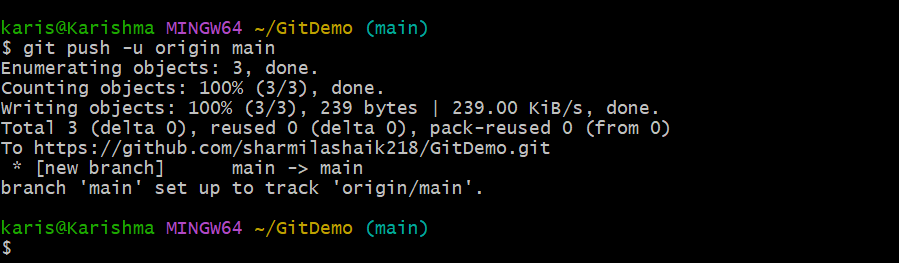 karis@Karishma MINGW64 ~/GitDemo (main)
$ git push -u origin main
Enumerating objects: 3, done.
Counting objects: 100% (3/3), done.
Writing objects: 100% (3/3), 239 bytes | 239.00 KiB/s, done.
Total 3 (delta 0), reused 0 (delta 0), pack-reused 0 (from 0)
To https://github.com/sharmilashaik218/GitDemo.git
 * [new branch]      main -> main
branch 'main' set up to track 'origin/main'.
karis@Karishma MINGW64 ~/GitDemo (main)
$